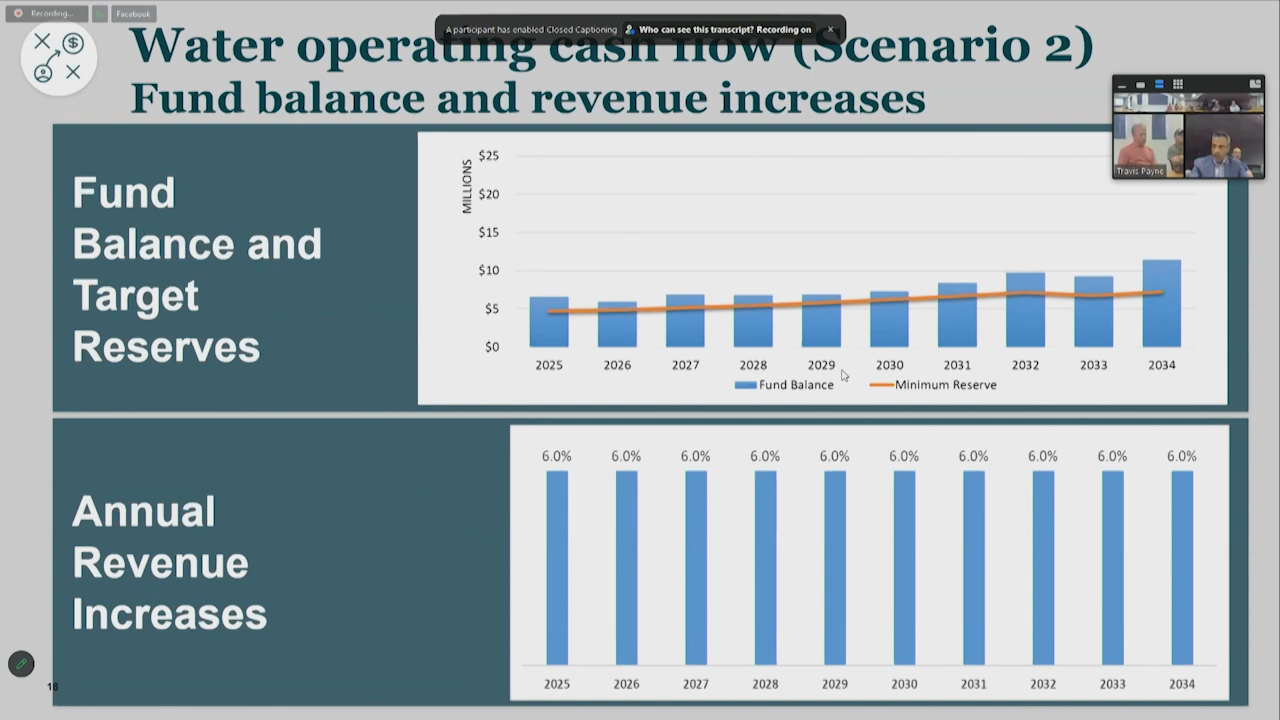 Recording...
Facebook
A participant has enabled Closed Captioning
Who can see this transcript? Recording on
Water operating cash flow (Scenario 2)
Fund balance and revenue increases
Travis Payne
Fund
Balance and
Target
Reserves
MILLIONS
$25
$20
$15
$10
$5
$0
2025 2026 2027 2028 2029 2030 2031 2032 2033 2034
Fund Balance Minimum Reserve
Annual
Revenue
Increases
6.0% 6.0% 6.0% 6.0% 6.0% 6.0% 6.0% 6.0% 6.0% 6.0%
2025 2026 2027 2028 2029 2030 2031 2032 2033 2034